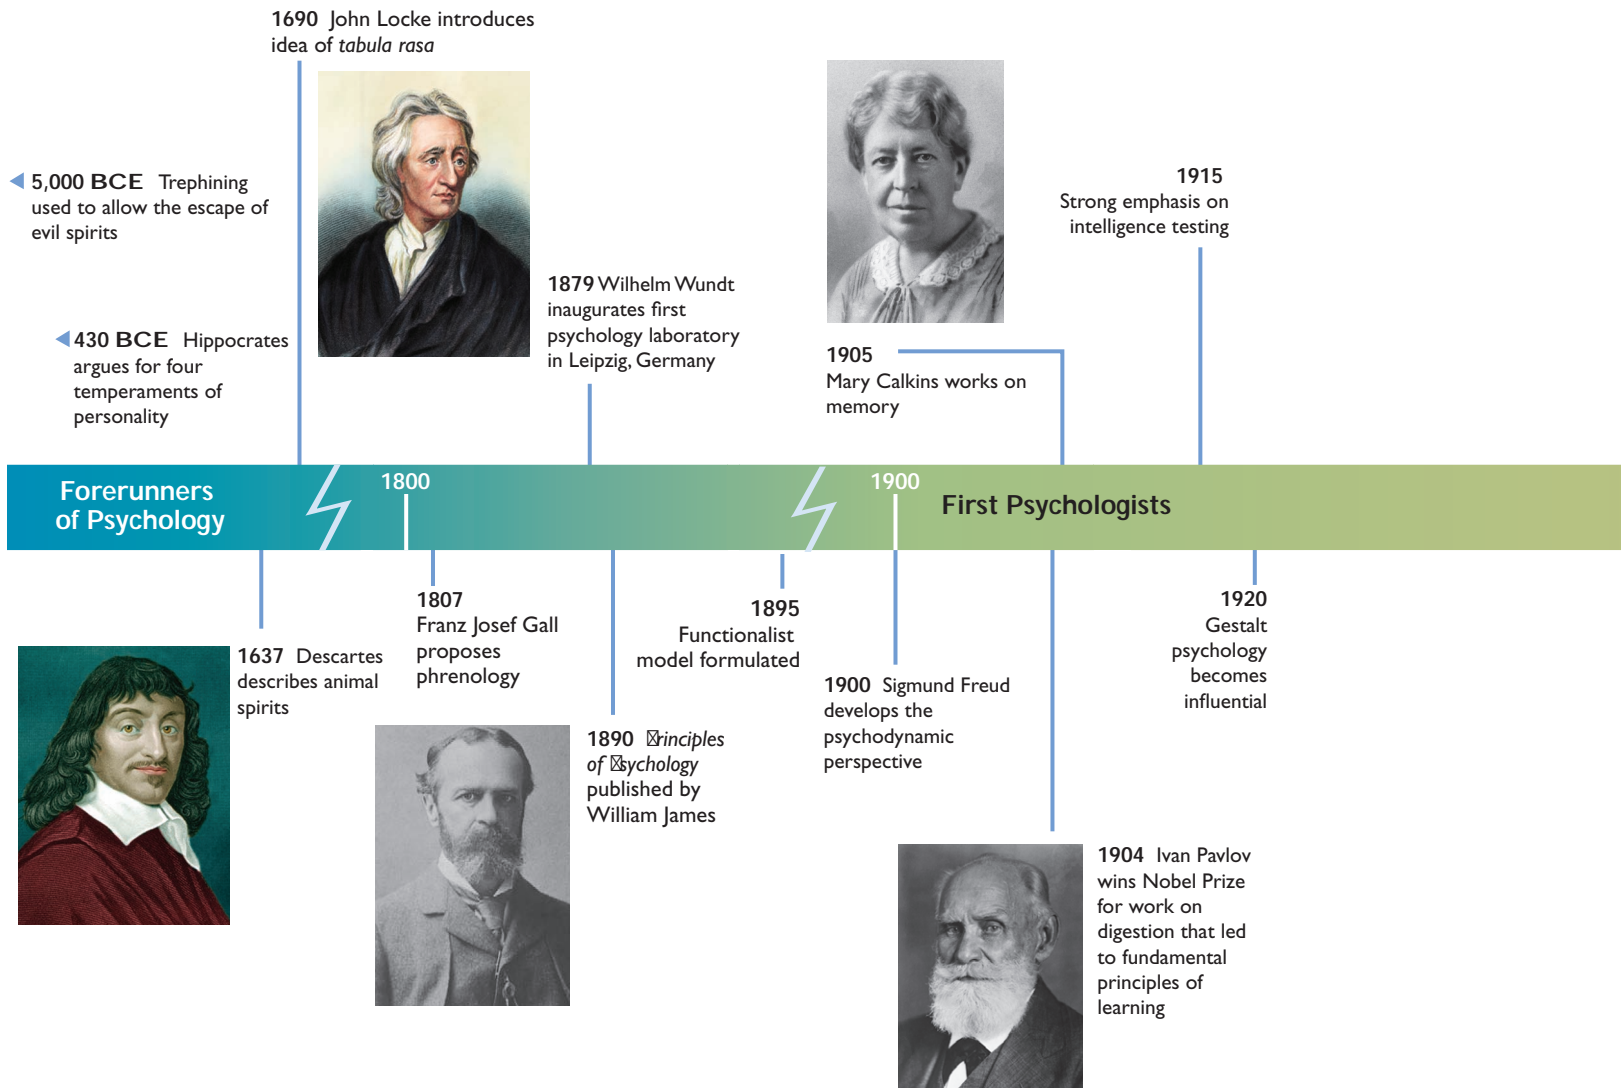 1690 John Locke introduces
idea of tabula rasa
5,000 BCE Trephining
used to allow the escape of
evil spirits
430 BCE Hippocrates
argues for four
temperaments of
personality
1879 Wilhelm Wundt
inaugurates first
psychology laboratory
in Leipzig, Germany
1905
Mary Calkins works on
memory
1915
Strong emphasis on
intelligence testing
Forerunners
of Psychology
1800
1900
First Psychologists
1637 Descartes
describes animal
spirits
1807
Franz Josef Gall
proposes
phrenology
1890 rinciples
of sychology
published by
William James
1895
Functionalist
model formulated
1900 Sigmund Freud
develops the
psychodynamic
perspective
1904 Ivan Pavlov
wins Nobel Prize
for work on
digestion that led
to fundamental
principles of
learning
1920
Gestalt
psychology
becomes
influential